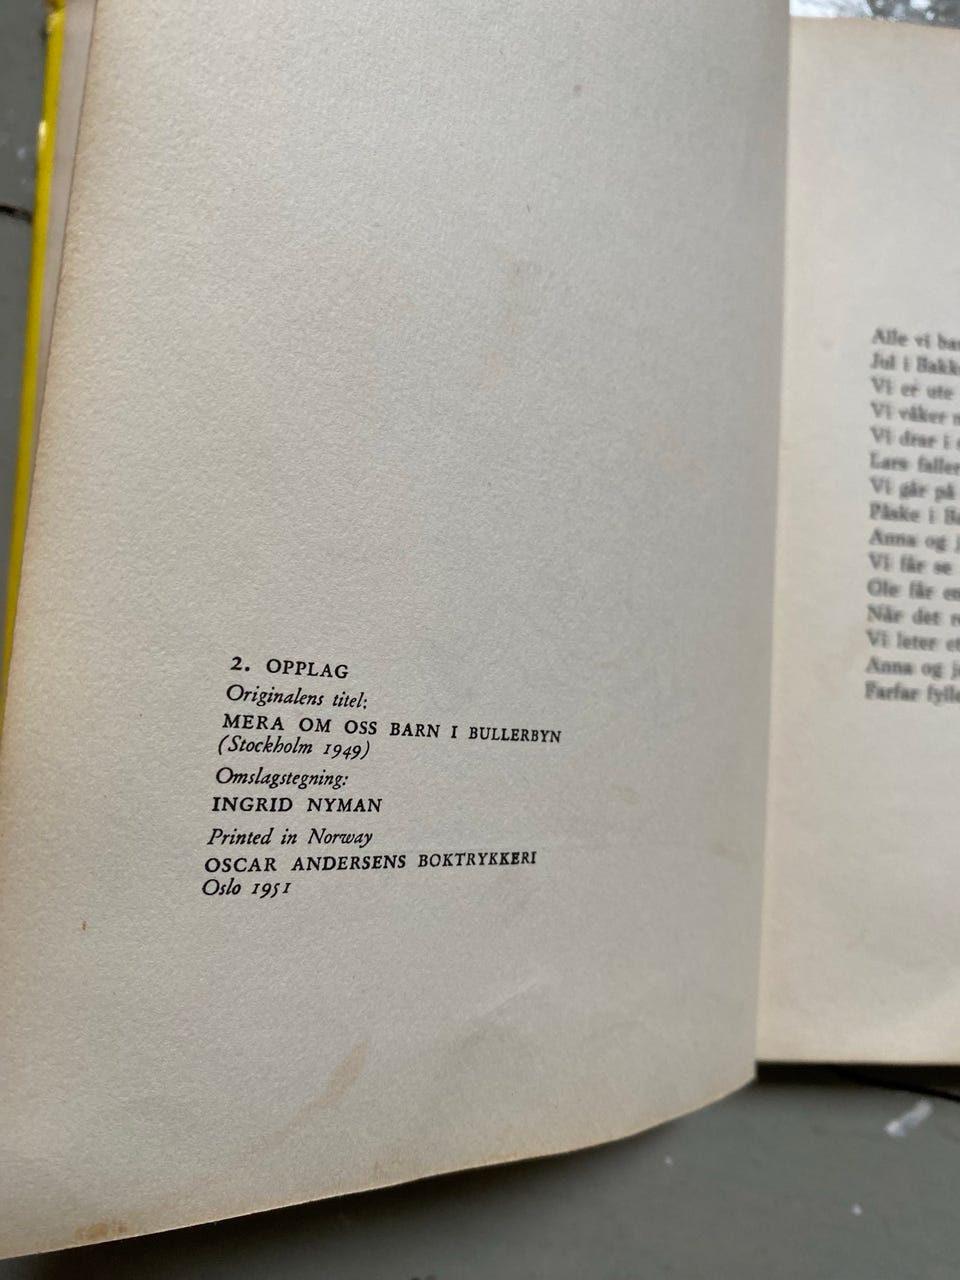 2. OPPLAG
Originalens titel:
MERA OM OSS BARN I BULLERBYN
(Stockholm 1949)
Omslagstegning:
INGRID NYMAN
Printed in Norway
OSCAR ANDERSENS BOKTRYKKERI
Oslo 1951
Alle vi
Jul i
Vi er ute
Vi våker
Vi drar i
Lars faller
Vi går på
Påske i
Anna og
Vi får se
Ole får
Når det
Vi leter
Anna og
Farfar